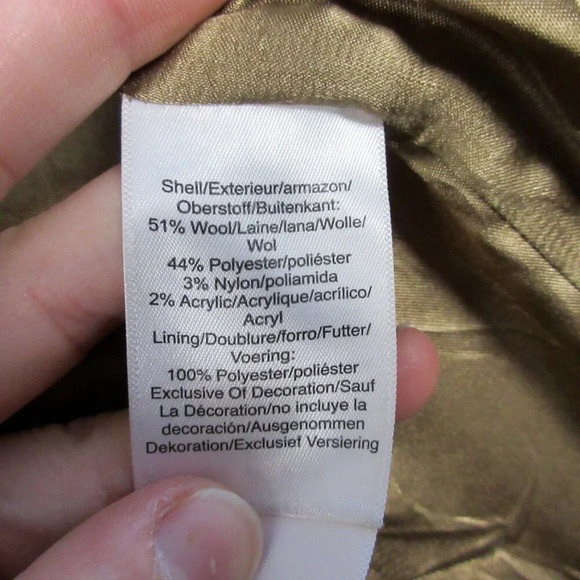 Shell/Exterieur/armazon/
Oberstoff/Buitenkant:
51% Wool/Laine/lana/Wolle/
Wol
44% Polyester/poliéster
3% Nylon/poliamida
2% Acrylic/Acrylique/acrílico/
Acryl
Lining/Doublure/forro/Futter/
Voering:
100% Polyester/poliéster
Exclusive Of Decoration/Sauf
La Décoration/no incluye la
decoración/Ausgenommen
Dekoration/Exclusief Versiering